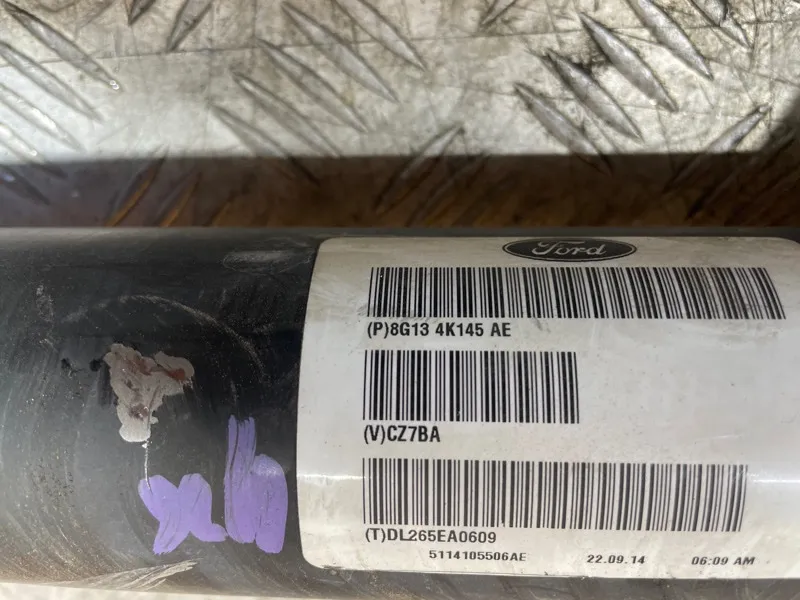 Ford
(P)8G13 4K145 AE
(V)CZ7BA
(T)DL265EA0609
5114105506AE 22.09.14 06:09 AM